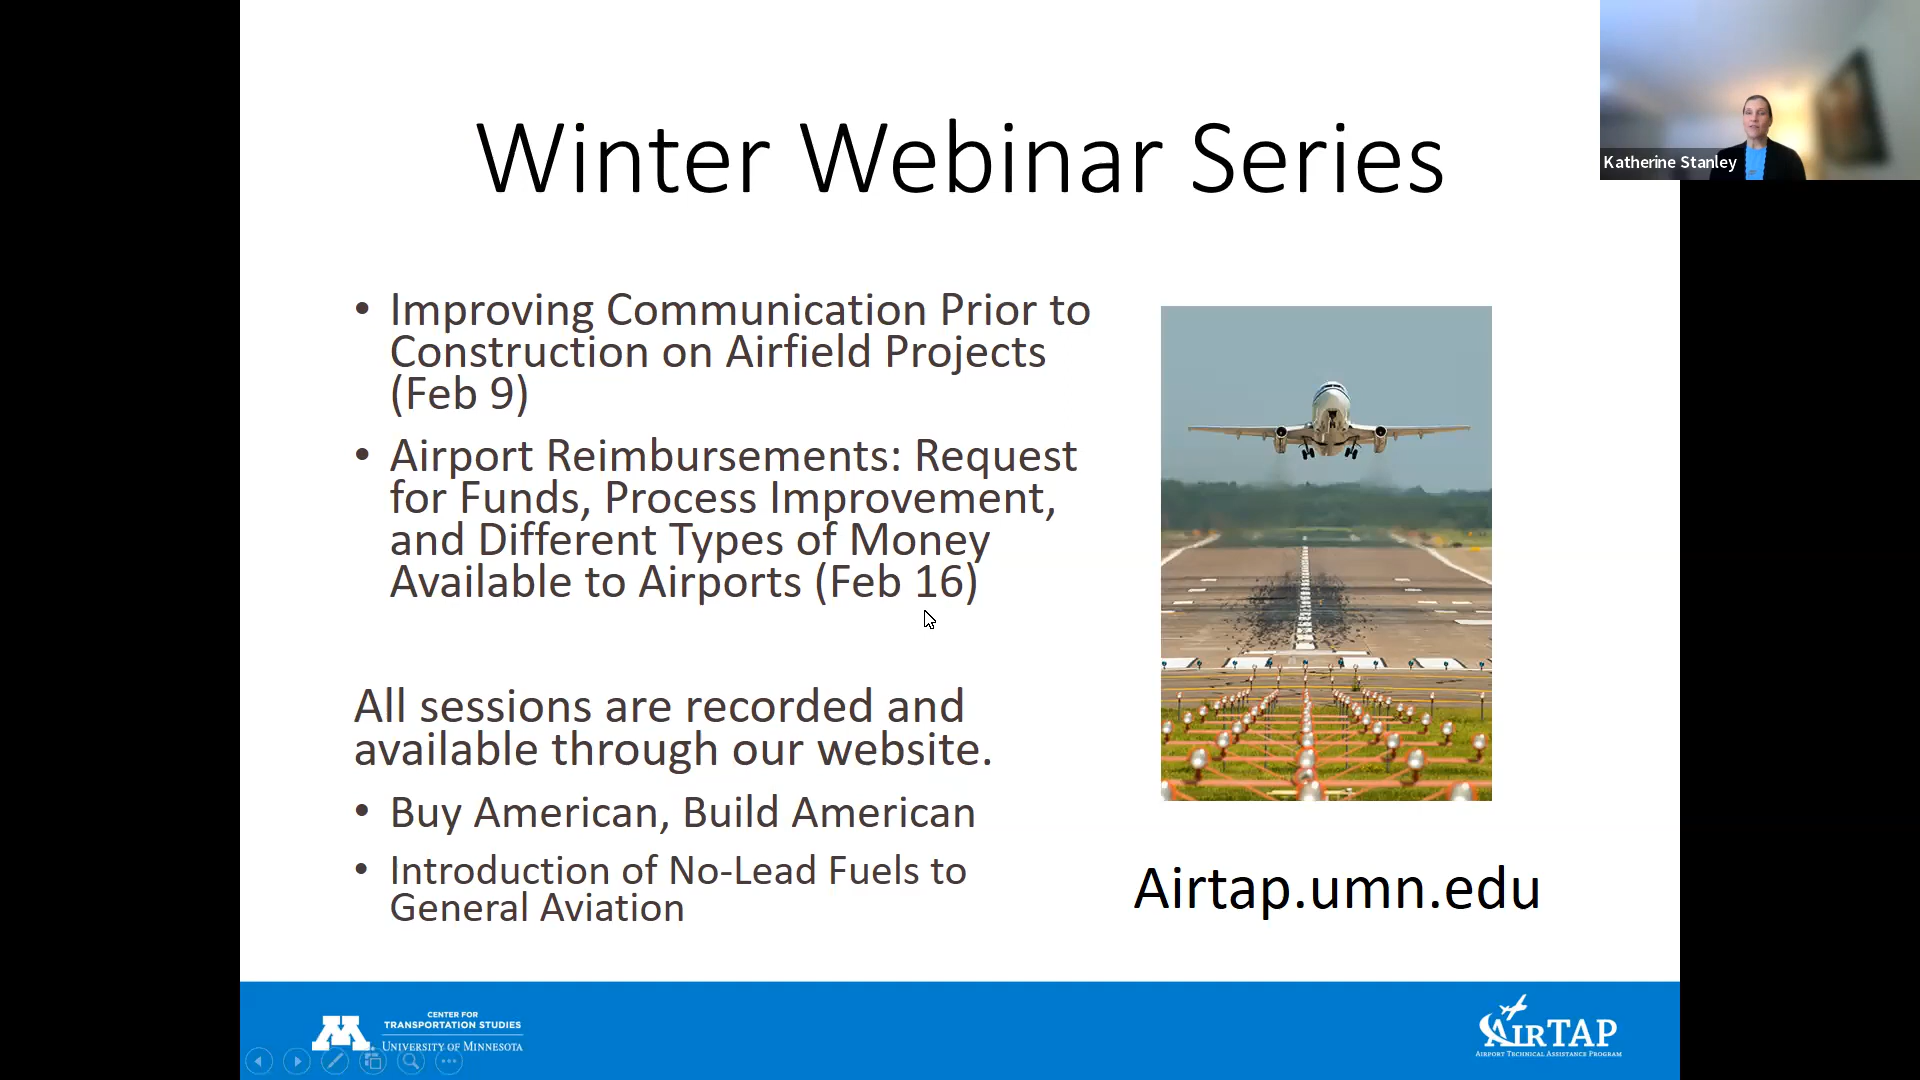 Winter Webinar Series
Katherine Stanley
• Improving Communication Prior to
Construction on Airfield Projects
(Feb 9)
• Airport Reimbursements: Request
for Funds, Process Improvement,
and Different Types of Money
Available to Airports (Feb 16)
All sessions are recorded and
available through our website.
• Buy American, Build American
• Introduction of No-Lead Fuels to
General Aviation
Airtap.umn.edu
M
CENTER FOR
TRANSPORTATION STUDIES
UNIVERSITY OF MINNESOTA
AIRTAP
AIRPORT TECHNICAL ASSISTANCE PROGRAM